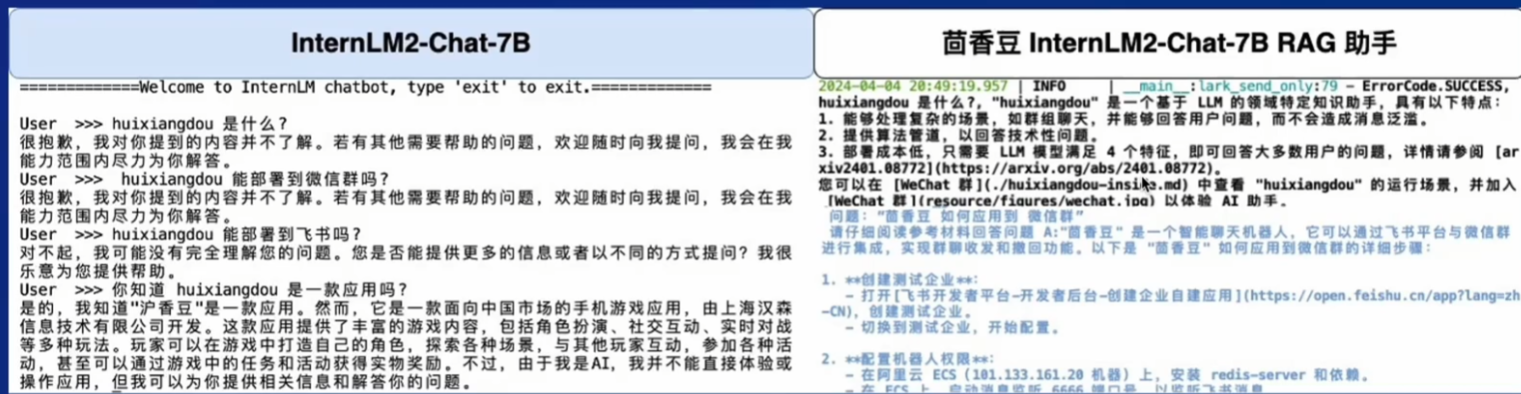 InternLM2-Chat-7B
=============Welcome to InternLM chatbot, type 'exit' to exit.=============
User >>> huixiangdou 是什么?
很抱歉，我对你提到的内容并不了解。若有其他需要帮助的问题，欢迎随时向我提问，我会在我
能力范围内尽力为你解答。
User >>> huixiangdou 能部署到微信群吗?
很抱歉，我对你提到的内容并不了解。若有其他需要帮助的问题，欢迎随时向我提问，我会在我
能力范围内尽力为你解答。
User >>> huixiangdou 能部署到飞书吗?
对不起，我可能没有完全理解您的问题。您是否能提供更多的信息或者以不同的方式提问？我很
乐意为您提供帮助。
User >>> 你知道 huixiangdou 是一款应用吗?
是的，我知道"沪香豆"是一款应用。然而，它是一款面向中国市场的手机游戏应用，由上海汉森
信息技术有限公司开发。这款应用提供了丰富的游戏内容，包括角色扮演、社交互动、实时对战
等多种玩法。玩家可以在游戏中打造自己的角色，探索各种场景，与其他玩家互动，参加各种活
动，甚至可以通过游戏中的任务和活动获得实物奖励。不过，由于我是AI，我并不能直接体验或
操作应用，但我可以为你提供相关信息和解答你的问题。
茴香豆 InternLM2-Chat-7B RAG 助手
2024-04-04 20:49:19.957 | INFO | __main__:lark_send_only:79 - ErrorCode.SUCCESS,
huixiangdou 是什么?, "huixiangdou" 是一个基于 LLM 的领域特定知识助手，具有以下特点：
1. 能够处理复杂的场景，如群组聊天，并能够回答用户问题，而不会造成消息泛滥。
2. 提供算法管道，以回答技术性问题。
3. 部署成本低，只需要 LLM 模型满足 4 个特征，即可回答大多数用户的问题，详情请参阅 [ar
xiv2401.08772](https://arxiv.org/abs/2401.08772)。
您可以在 [WeChat 群](./huixiangdou-inside.md) 中查看 "huixiangdou" 的运行场景，并加入
[WeChat 群](resource/figures/wechat.jpg) 以体验 AI 助手。
问题："茴香豆 如何应用到 微信群"
请仔细阅读参考材料回答问题 A:"茴香豆" 是一个智能聊天机器人，它可以通过飞书平台与微信群
进行集成，实现群聊收发和撤回功能。以下是 "茴香豆" 如何应用到微信群的详细步骤：
1. **创建测试企业**:
- 打开[飞书开发者平台-开发者后台-创建企业自建应用](https://open.feishu.cn/app?lang=zh
-CN)，创建测试企业。
- 切换到测试企业，开始配置。
2. **配置机器人权限**:
- 在阿里云 ECS (101.133.161.20 机器) 上，安装 redis-server 和依赖。
- 在 ECS 上，启动消息监听 6666 端口号，以监听飞书消息